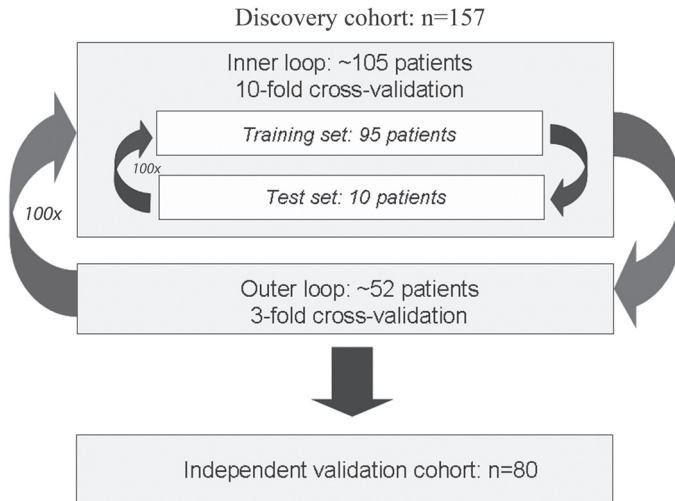 Discovery cohort: n=157
Inner loop: ~105 patients
10-fold cross-validation
Training set: 95 patients
100x
Test set: 10 patients
100x
Outer loop: ~52 patients
3-fold cross-validation
Independent validation cohort: n=80